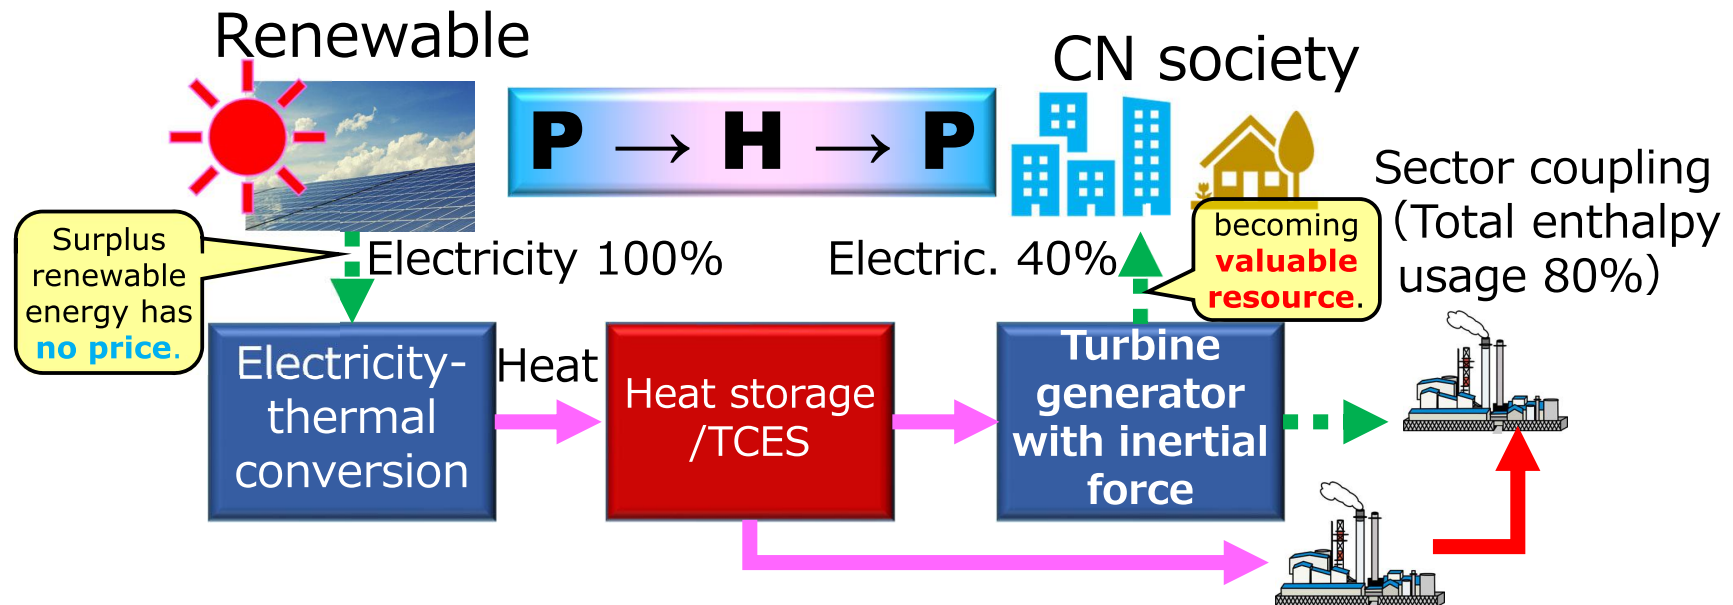 Renewable
CN society
P → H → P
Sector coupling
（Total enthalpy
usage 80%）
Surplus
renewable
energy has
no price.
Electricity 100%
Electric. 40%
becoming
valuable
resource.
Electricity-
thermal
conversion
Heat
Heat storage
/TCES
Turbine
generator
with inertial
force